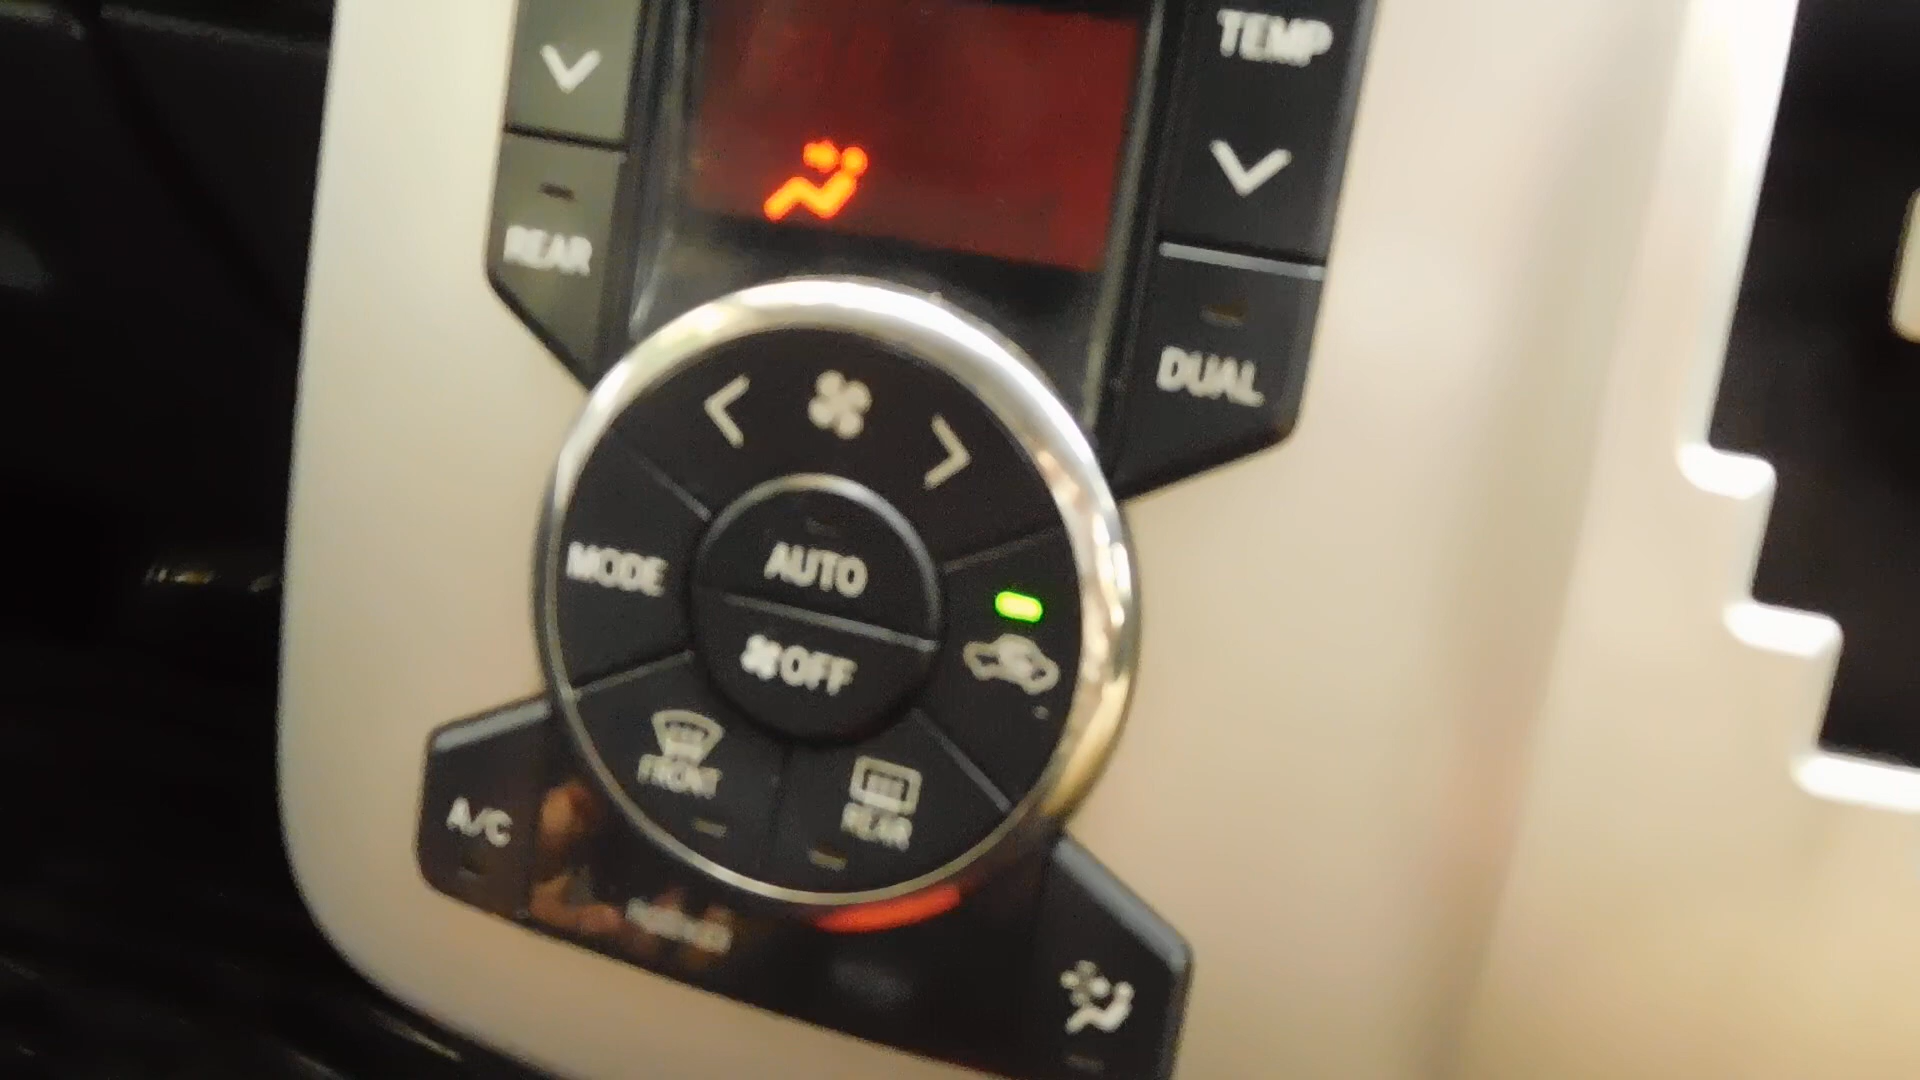 TEMP
REAR
DUAL
AUTO
MODE
OFF
FRONT
REAR
A/C